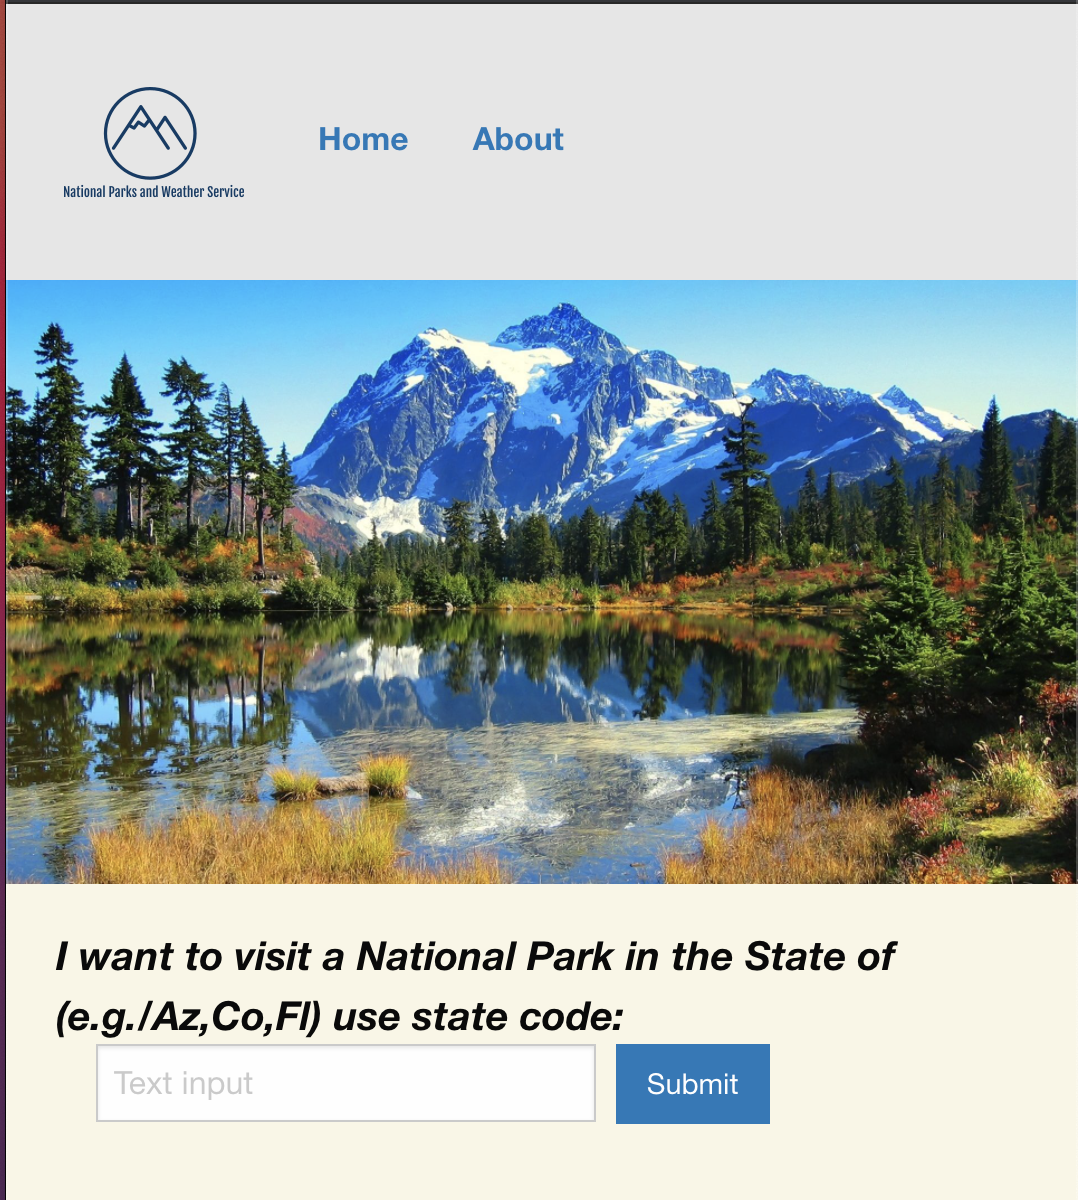 National Parks and Weather Service
Home
About
I want to visit a National Park in the State of
(e.g./Az,Co,Fl) use state code:
Text input
Submit